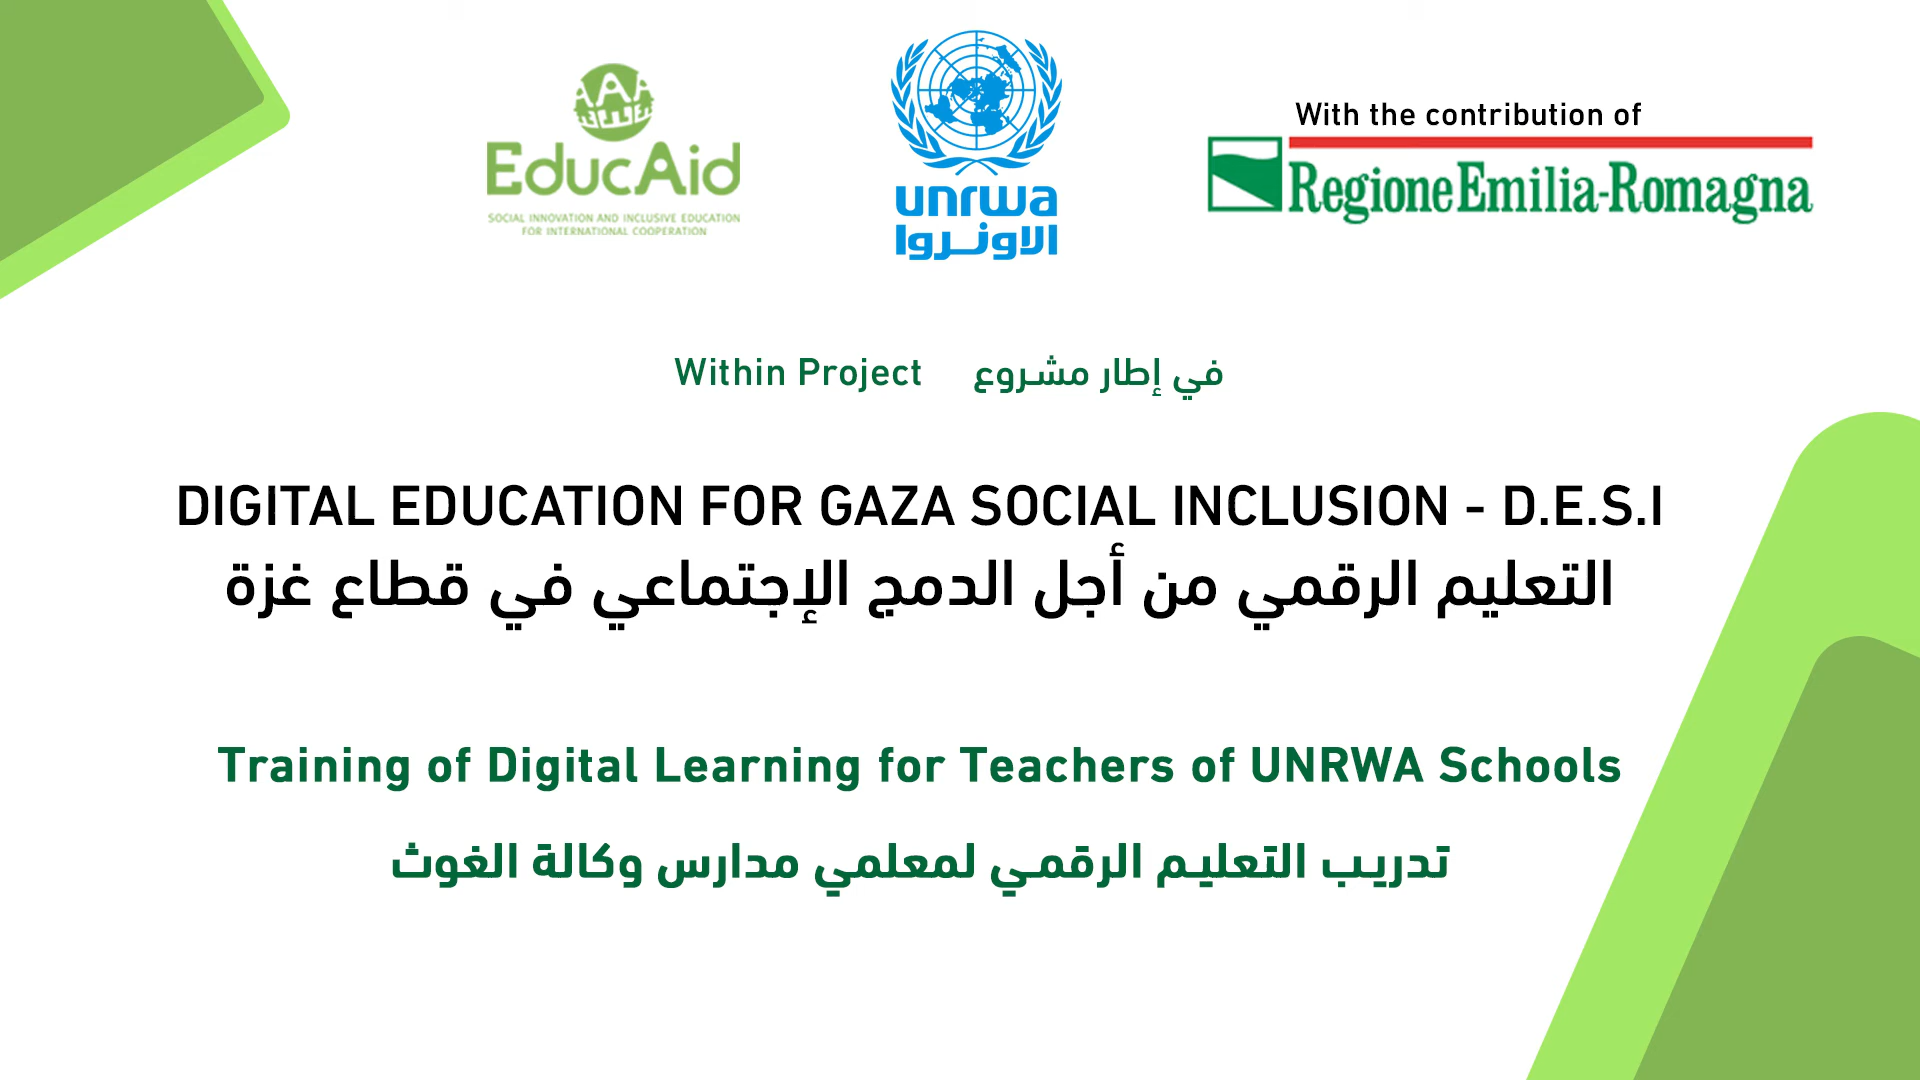 EducAid
SOCIAL INNOVATION AND INCLUSIVE EDUCATION
FOR INTERNATIONAL COOPERATION
unrwa
الاونروا
With the contribution of
RegioneEmilia-Romagna
Within Project في إطار مشروع
DIGITAL EDUCATION FOR GAZA SOCIAL INCLUSION - D.E.S.I
التعليم الرقمي من أجل الدمج الإجتماعي في قطاع غزة
Training of Digital Learning for Teachers of UNRWA Schools
تدريب التعليم الرقمي لمعلمي مدارس وكالة الغوث